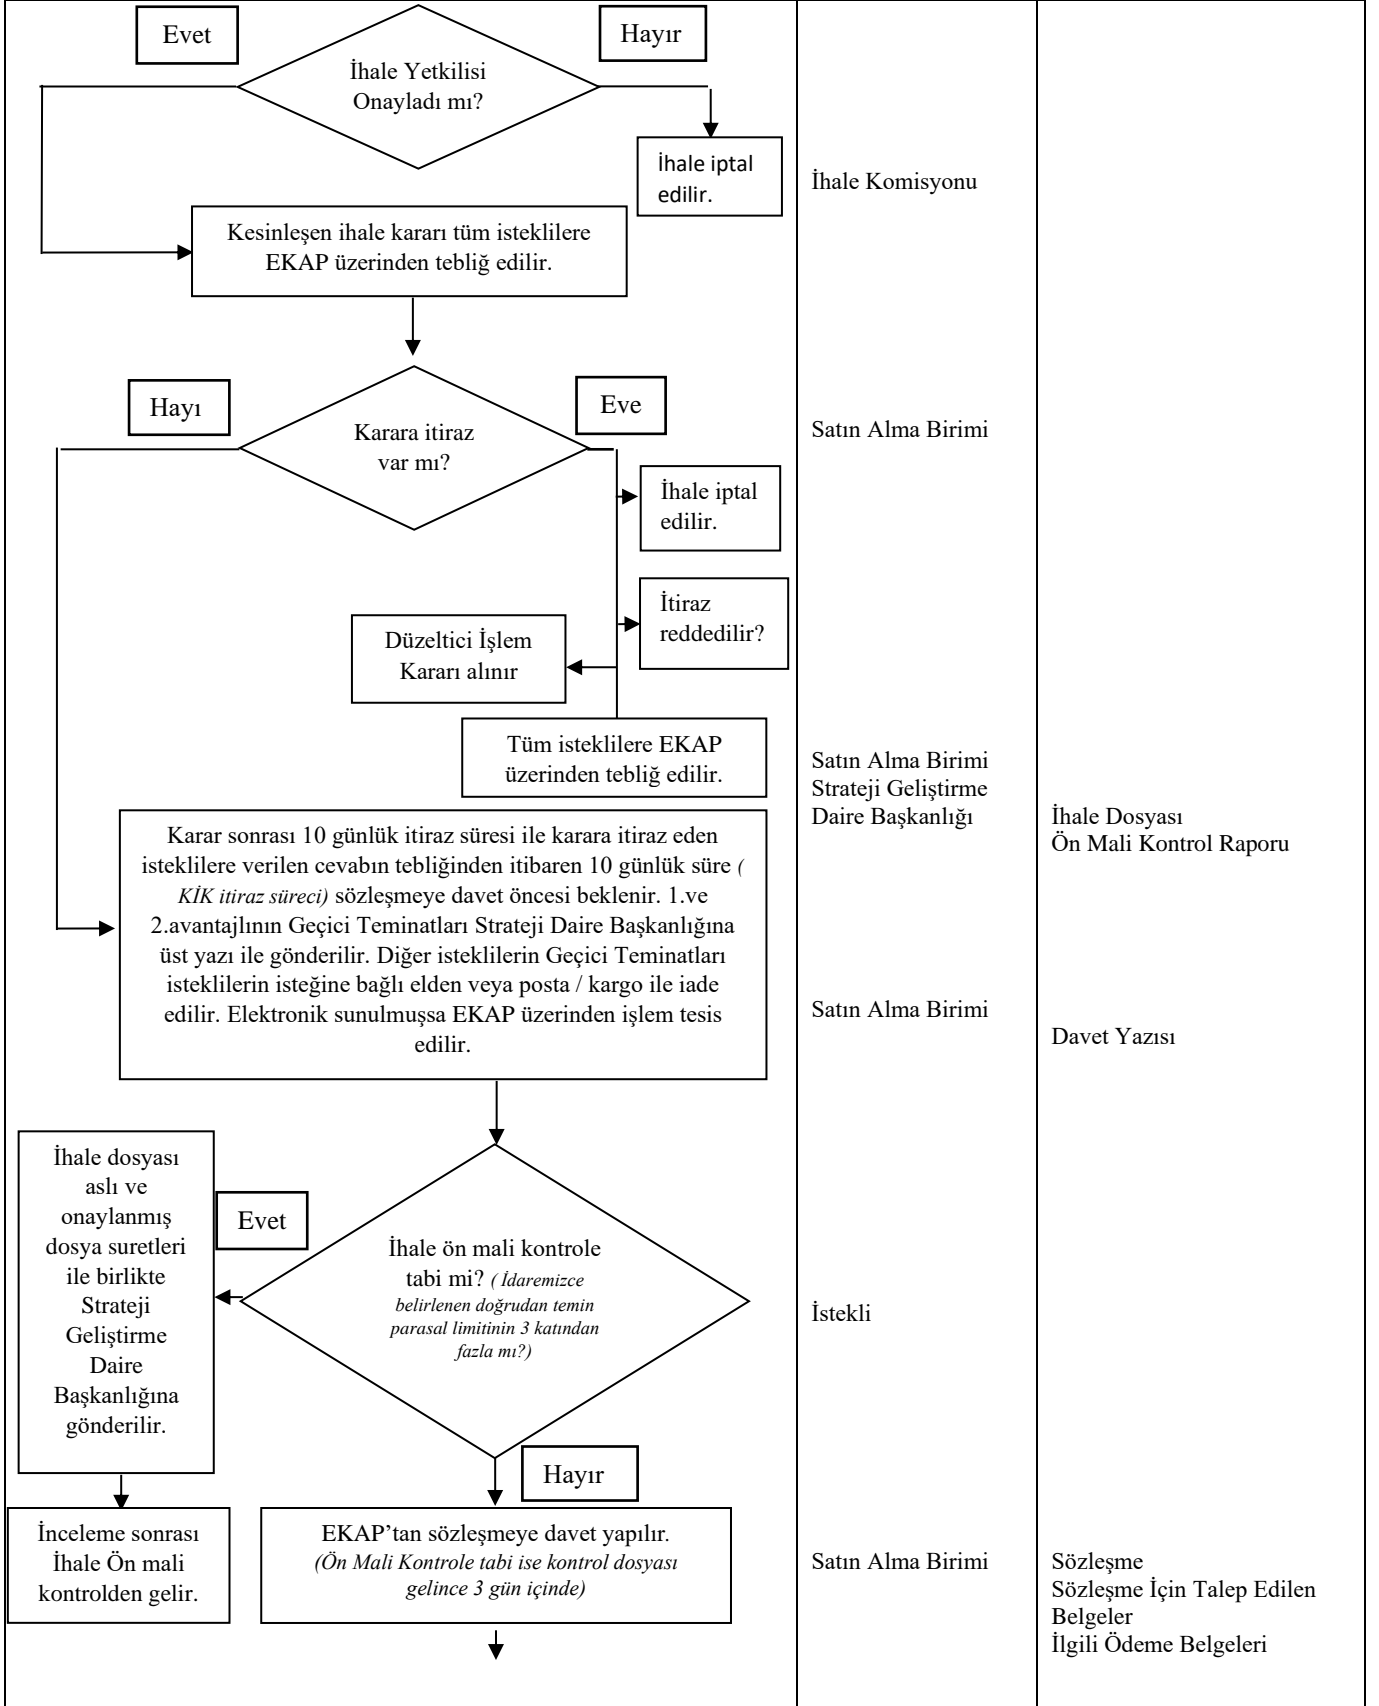 Evet
Hayır
İhale Yetkilisi
Onayladı mı?
İhale iptal
edilir.
İhale Komisyonu
Kesinleşen ihale kararı tüm isteklilere
EKAP üzerinden tebliğ edilir.
Hayı
Eve
Karara itiraz
var mı?
Satın Alma Birimi
İhale iptal
edilir.
İtiraz
reddedilir?
Düzeltici İşlem
Kararı alınır
Tüm isteklilere EKAP
üzerinden tebliğ edilir.
Satın Alma Birimi
Strateji Geliştirme
Daire Başkanlığı
İhale Dosyası
Ön Mali Kontrol Raporu
Karar sonrası 10 günlük itiraz süresi ile karara itiraz eden
isteklilere verilen cevabın tebliğinden itibaren 10 günlük süre (
KİK itiraz süreci) sözleşmeye davet öncesi beklenir. 1.ve
2.avantajlının Geçici Teminatları Strateji Daire Başkanlığına
üst yazı ile gönderilir. Diğer isteklilerin Geçici Teminatları
isteklilerin isteğine bağlı elden veya posta / kargo ile iade
edilir. Elektronik sunulmuşsa EKAP üzerinden işlem tesis
edilir.
Satın Alma Birimi
Davet Yazısı
İhale dosyası
aslı ve
onaylanmış
dosya suretleri
ile birlikte
Strateji
Geliştirme
Daire
Başkanlığına
gönderilir.
Evet
İhale ön mali kontrole
tabi mi? ( İdaremizce
belirlenen doğrudan temin
parasal limitinin 3 katından
fazla mı?)
İstekli
Hayır
İnceleme sonrası
İhale Ön mali
kontrolden gelir.
EKAP’tan sözleşmeye davet yapılır.
(Ön Mali Kontrole tabi ise kontrol dosyası
gelince 3 gün içinde)
Satın Alma Birimi
Sözleşme
Sözleşme İçin Talep Edilen
Belgeler
İlgili Ödeme Belgeleri